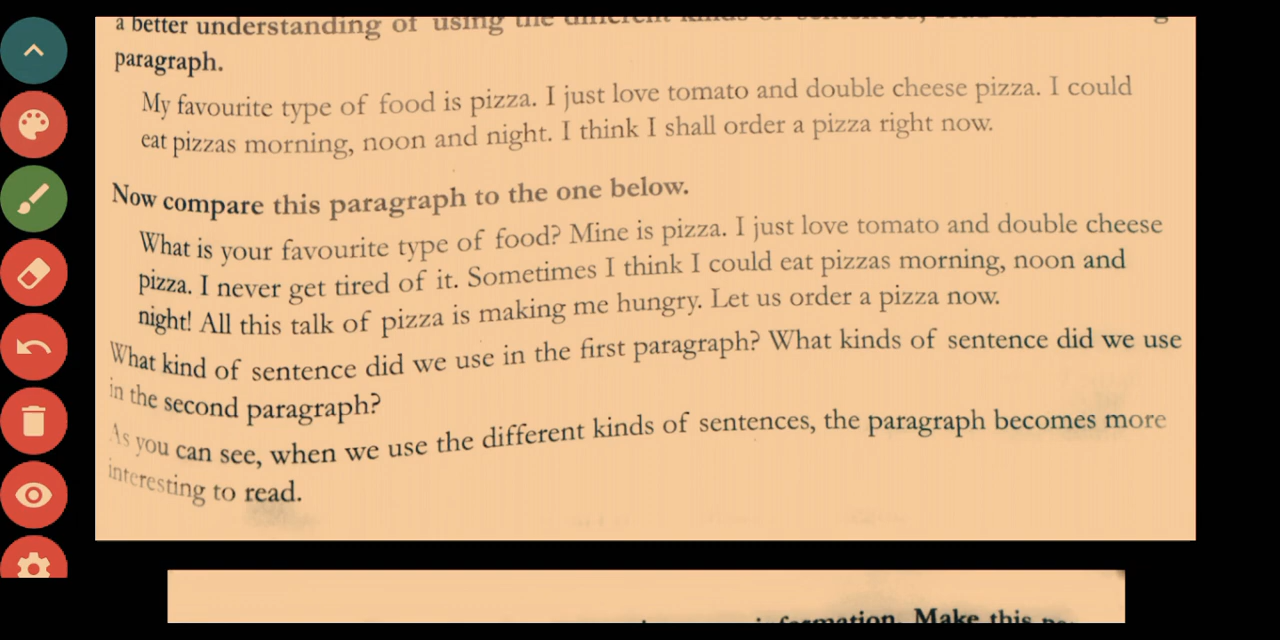 a better understanding of using the different kinds of sentences,
paragraph.
My favourite type of food is pizza. I just love tomato and double cheese pizza. I could
eat pizzas morning, noon and night. I think I shall order a pizza right now.
Now compare this paragraph to the one below.
What is your favourite type of food? Mine is pizza. I just love tomato and double cheese
pizza. I never get tired of it. Sometimes I think I could eat pizzas morning, noon and
night! All this talk of pizza is making me hungry. Let us order a pizza now.
What kind of sentence did we use in the first paragraph? What kinds of sentence did we use
in the second paragraph?
As you can see, when we use the different kinds of sentences, the paragraph becomes more
interesting to read.
information. Make this